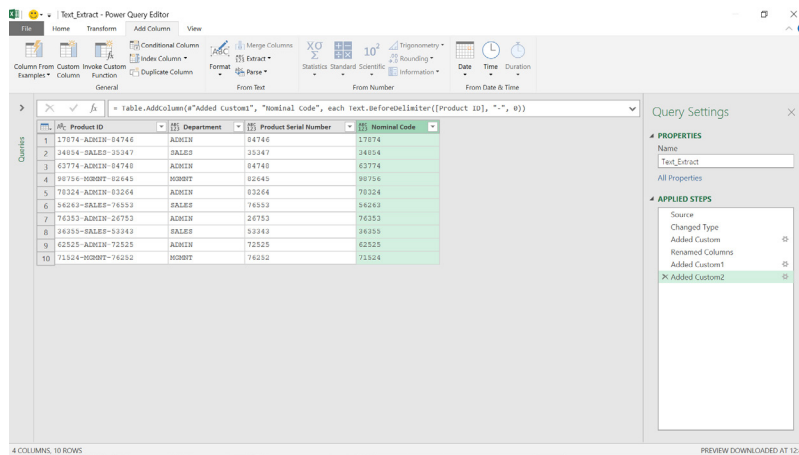 Text_Extract - Power Query Editor
File Home Transform Add Column View
Column From Examples Custom Column Invoke Custom Function
Conditional Column
Index Column
Duplicate Column
General
Format
Merge Columns
Extract
Parse
From Text
Statistics Standard Scientific
Trigonometry
Rounding
Information
From Number
Date Time Duration
From Date & Time
= Table.AddColumn(#"Added Custom1", "Nominal Code", each Text.BeforeDelimiter([Product ID], "-", 0))
Queries
Product ID Department Product Serial Number Nominal Code
1 17874-ADMIN-84746 ADMIN 84746 17874
2 34854-SALES-35347 SALES 35347 34854
3 63774-ADMIN-84748 ADMIN 84748 63774
4 98756-MGMNT-82645 MGMNT 82645 98756
5 78324-ADMIN-83264 ADMIN 83264 78324
6 56263-SALES-76553 SALES 76553 56263
7 76353-ADMIN-26753 ADMIN 26753 76353
8 36355-SALES-53343 SALES 53343 36355
9 62525-ADMIN-72525 ADMIN 72525 62525
10 71524-MGMNT-76252 MGMNT 76252 71524
Query Settings
PROPERTIES
Name
Text_Extract
All Properties
APPLIED STEPS
Source
Changed Type
Added Custom
Renamed Columns
Added Custom1
Added Custom2
4 COLUMNS, 10 ROWS
PREVIEW DOWNLOADED AT 12: